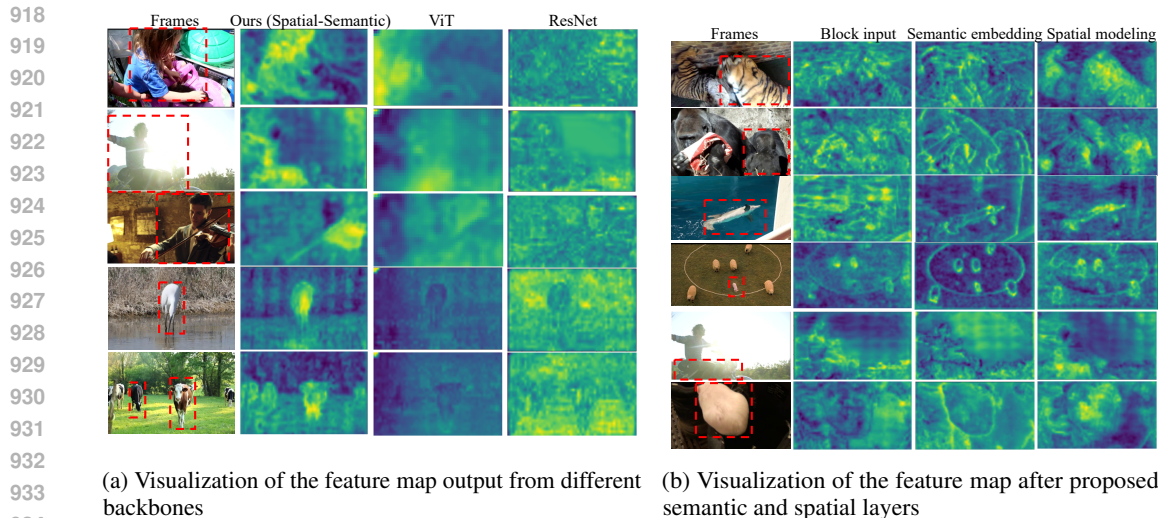 918
919
920
921
922
923
924
925
926
927
928
929
930
931
932
933
Frames Ours (Spatial-Semantic) ViT ResNet
Frames Block input Semantic embedding Spatial modeling
(a) Visualization of the feature map output from different
backbones
(b) Visualization of the feature map after proposed
semantic and spatial layers